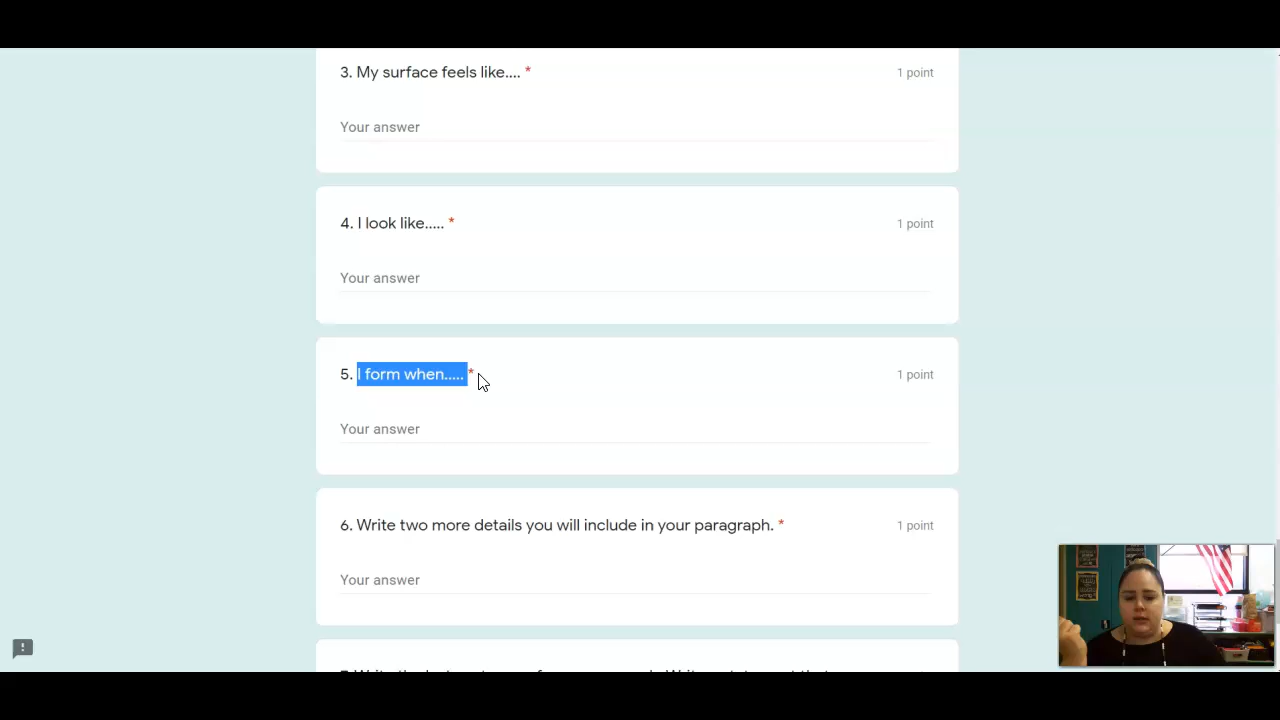 3. My surface feels like.... *
1 point
Your answer
4. I look like..... *
1 point
Your answer
5. I form when..... *
1 point
Your answer
6. Write two more details you will include in your paragraph. *
1 point
Your answer